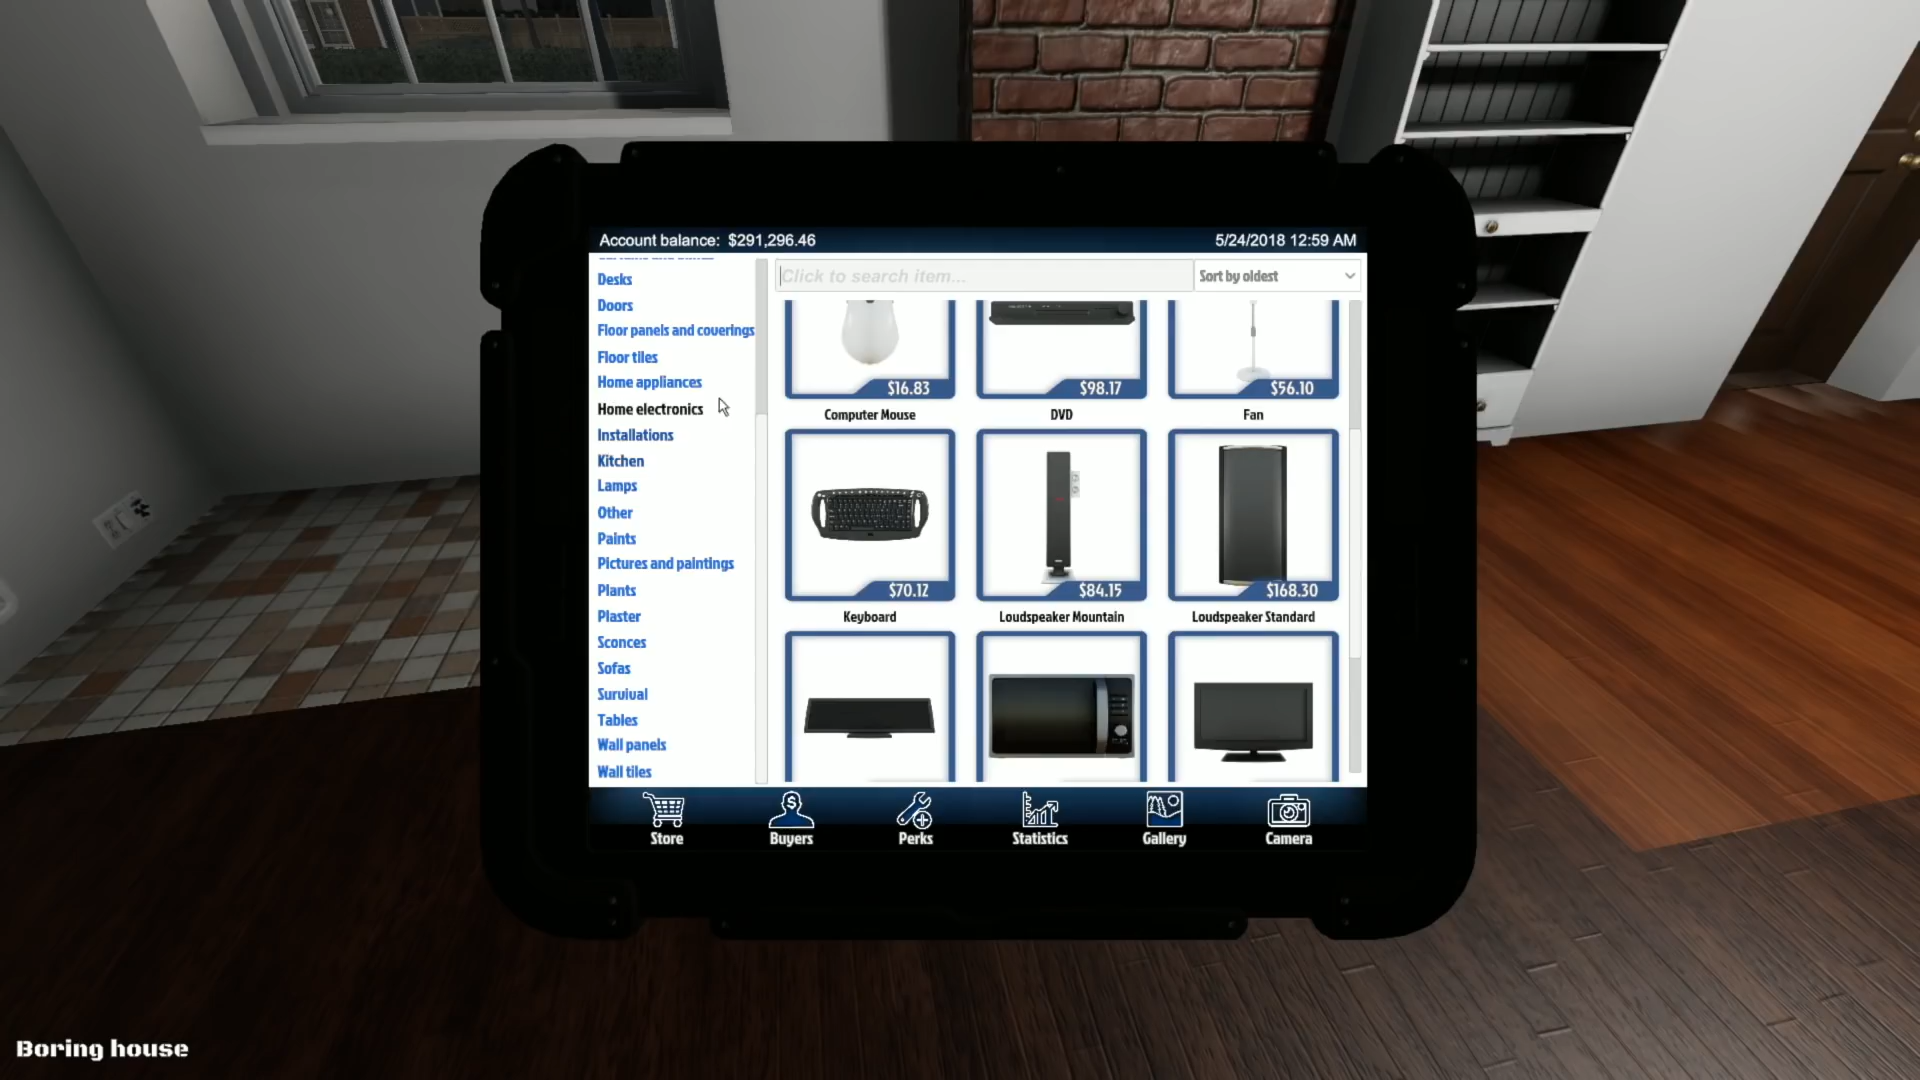 Account balance: $291,296.46
5/24/2018 12:59 AM
Click to search item...
Sort by oldest
Desks
Doors
Floor panels and coverings
Floor tiles
Home appliances
Home electronics
Installations
Kitchen
Lamps
Other
Paints
Pictures and paintings
Plants
Plaster
Sconces
Sofas
Survival
Tables
Wall panels
Wall tiles
$16.83
$98.17
$56.10
Computer Mouse
DVD
Fan
$70.12
$84.15
$168.30
Keyboard
Loudspeaker Mountain
Loudspeaker Standard
Store
Buyers
Perks
Statistics
Gallery
Camera
Boring house